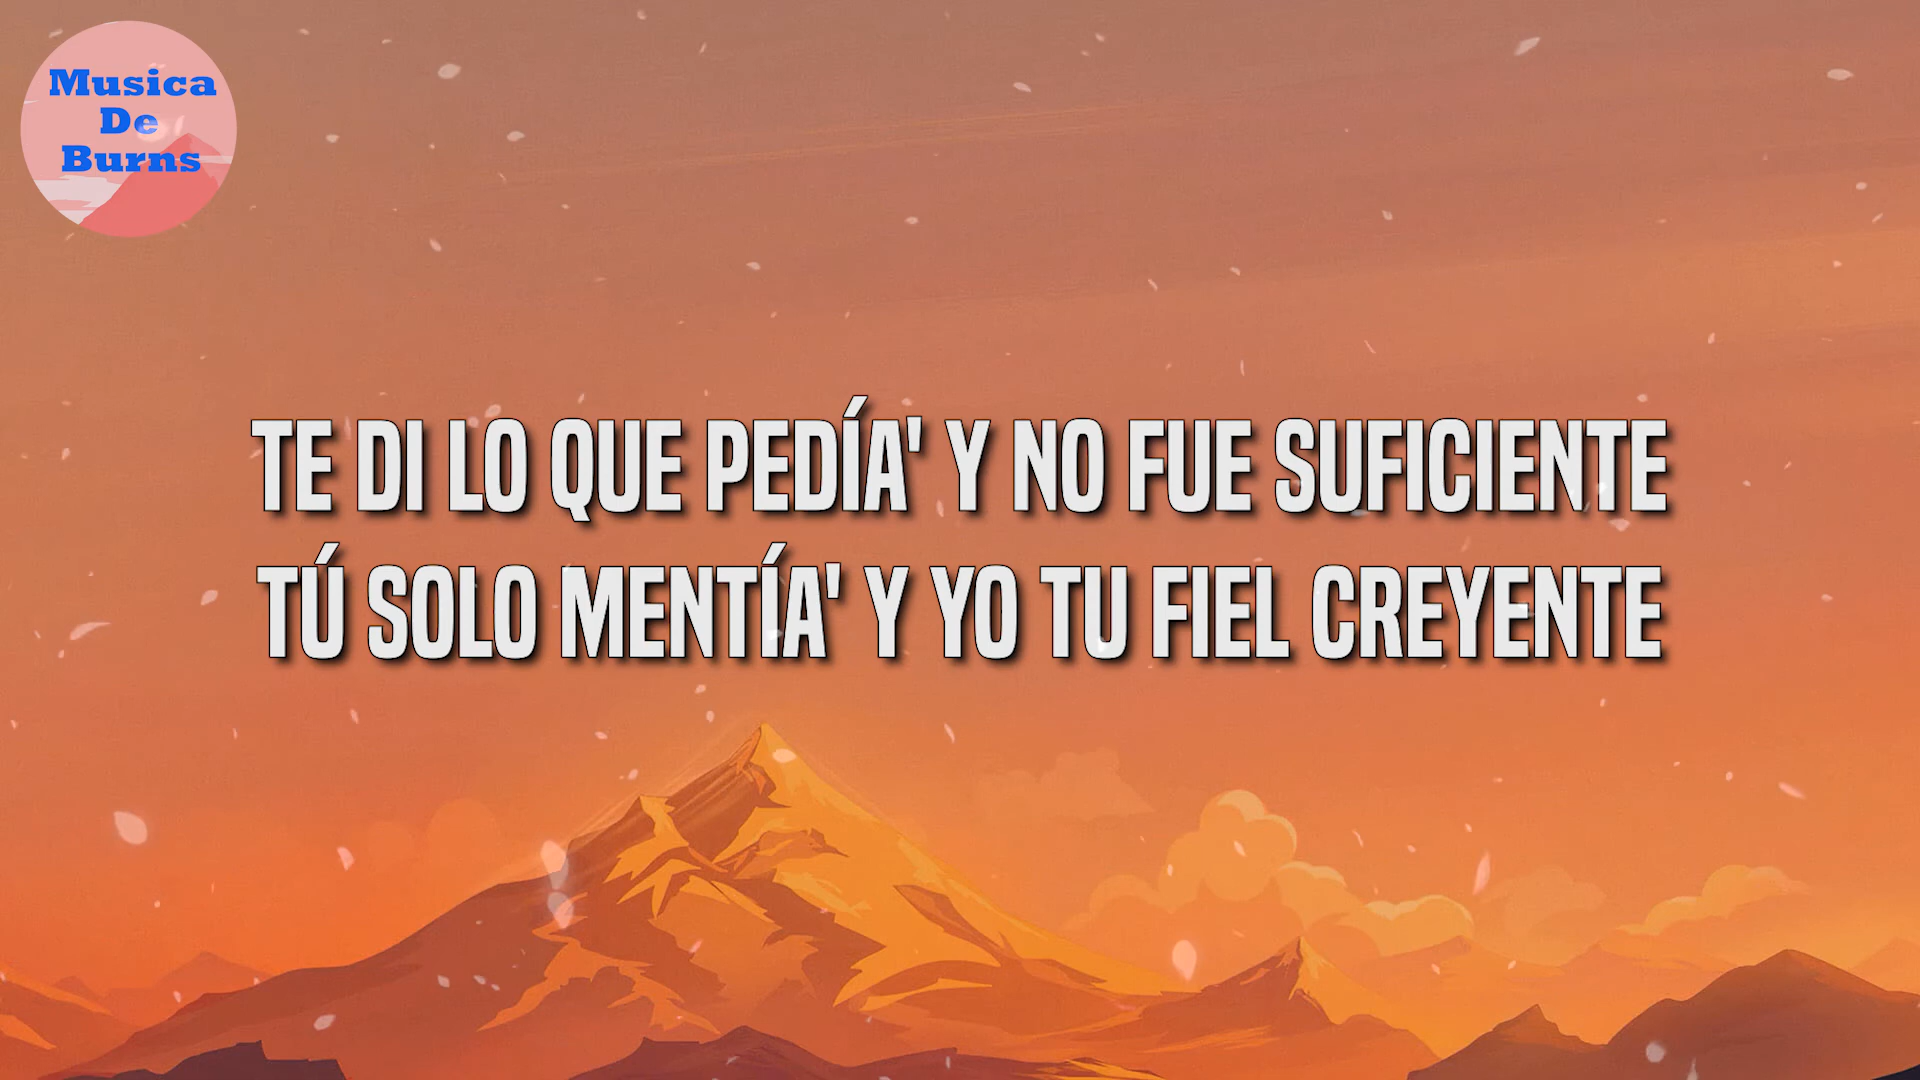 Musica
De
Burns
TE DI LO QUE PEDÍA' Y NO FUE SUFICIENTE
TÚ SOLO MENTÍA' Y YO TU FIEL CREYENTE